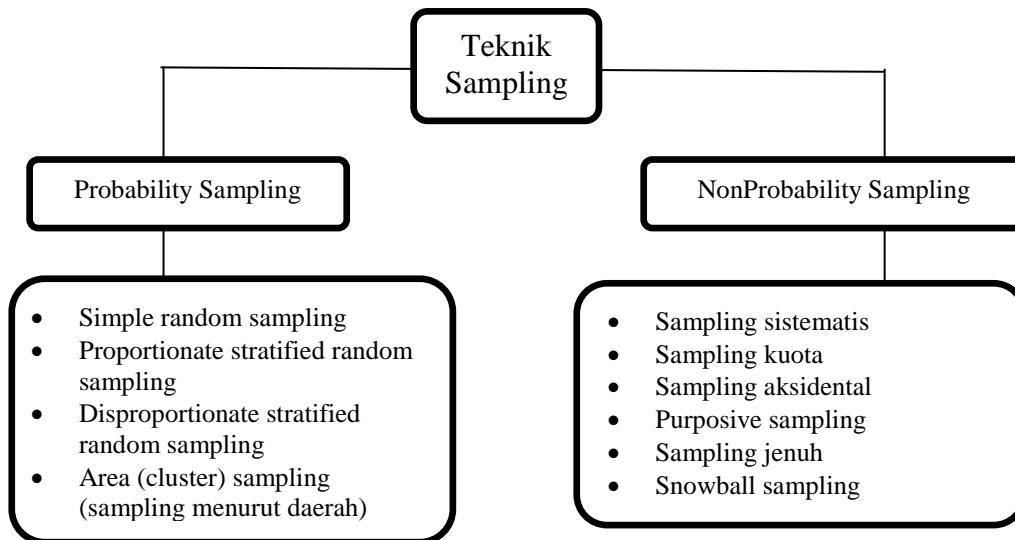 Teknik
Sampling
Probability Sampling
NonProbability Sampling
• Simple random sampling
• Proportionate stratified random
sampling
• Disproportionate stratified
random sampling
• Area (cluster) sampling
(sampling menurut daerah)
• Sampling sistematis
• Sampling kuota
• Sampling aksidental
• Purposive sampling
• Sampling jenuh
• Snowball sampling